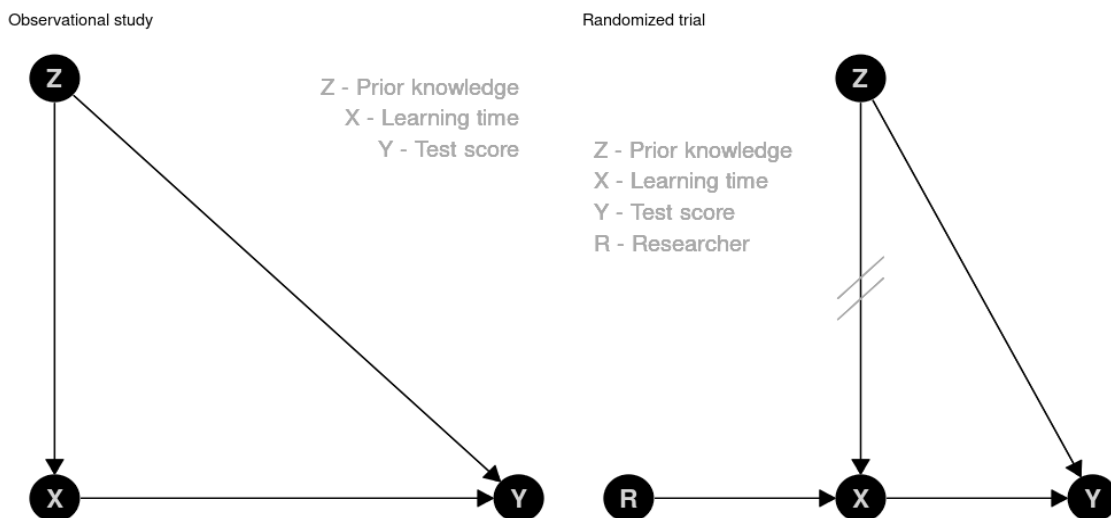 Observational study
Z
Z - Prior knowledge
X - Learning time
Y - Test score
X
Y
Randomized trial
Z
Z - Prior knowledge
X - Learning time
Y - Test score
R - Researcher
R
X
Y